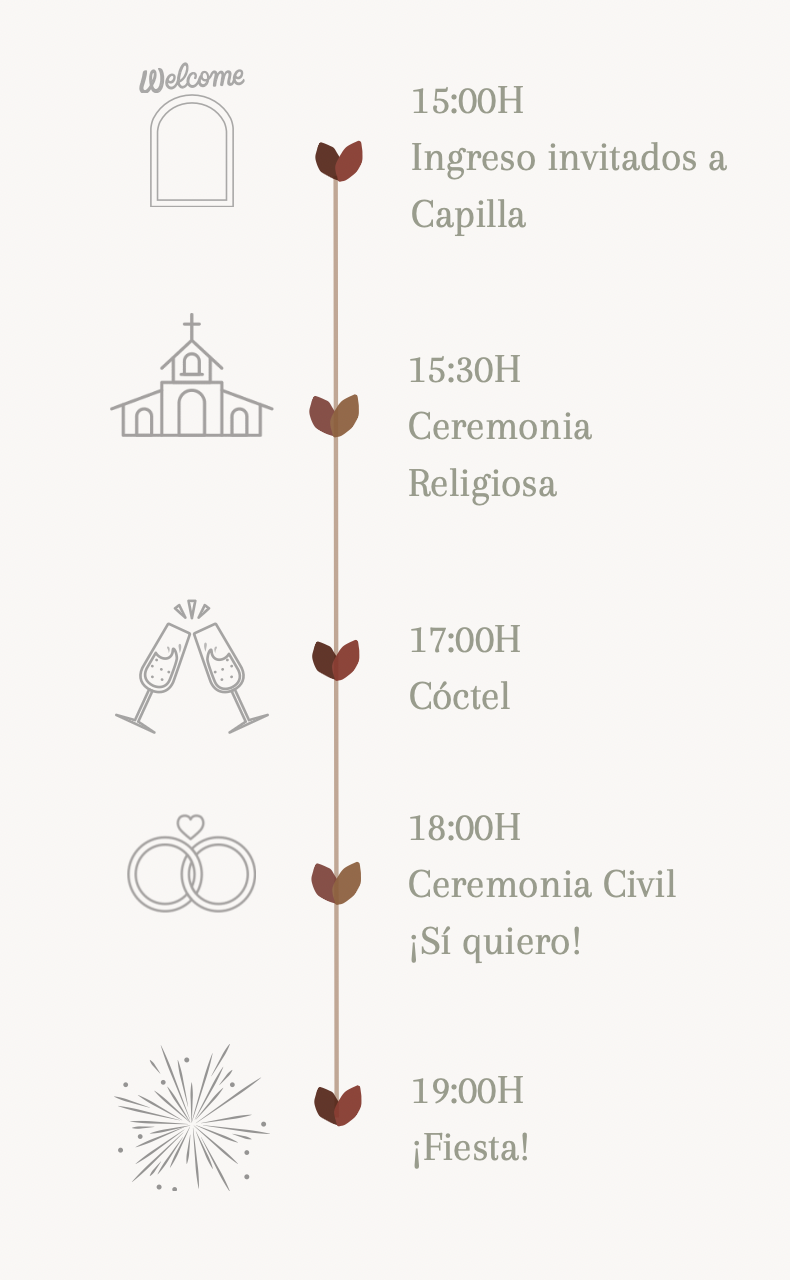 Welcome
15:00H
Ingreso invitados a
Capilla
15:30H
Ceremonia
Religiosa
17:00H
Cóctel
18:00H
Ceremonia Civil
¡Sí quiero!
19:00H
¡Fiesta!